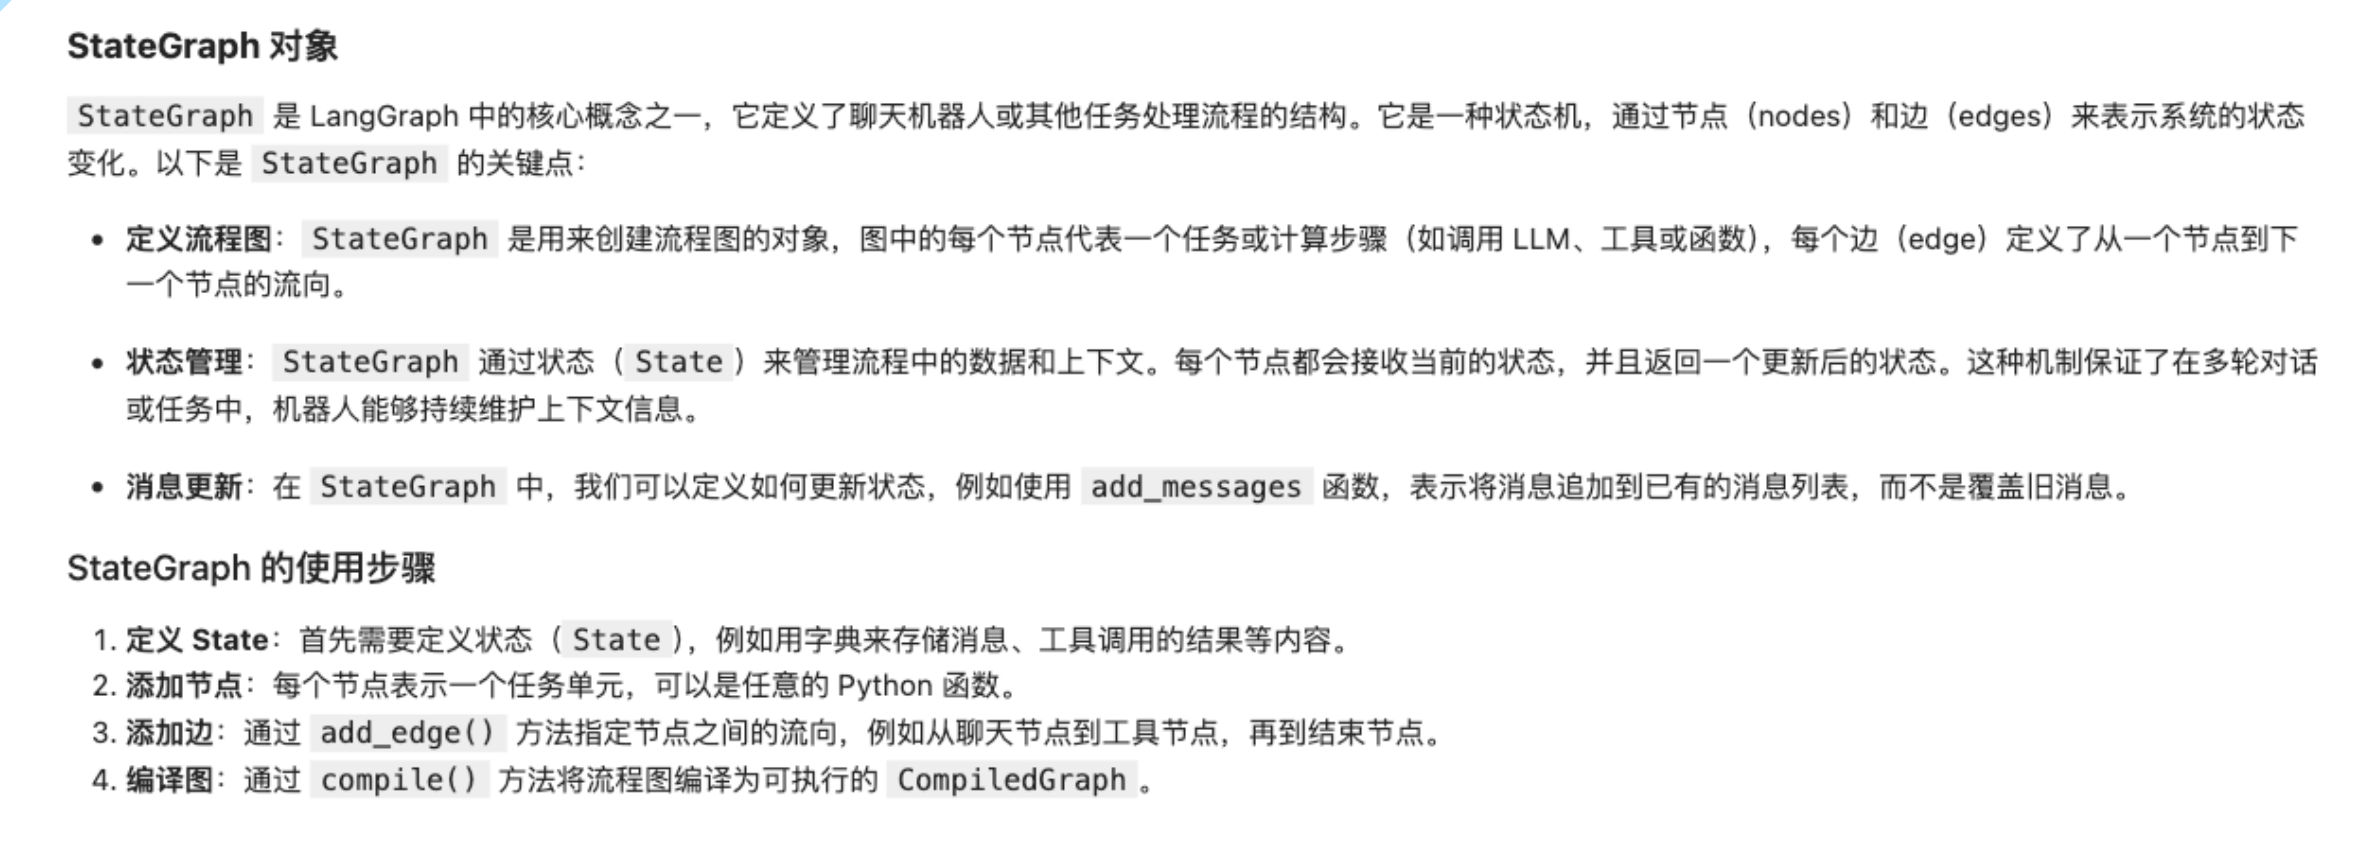 StateGraph 对象
StateGraph 是 LangGraph 中的核心概念之一，它定义了聊天机器人或其他任务处理流程的结构。它是一种状态机，通过节点（nodes）和边（edges）来表示系统的状态
变化。以下是 StateGraph 的关键点：
• 定义流程图： StateGraph 是用来创建流程图的对象，图中的每个节点代表一个任务或计算步骤（如调用 LLM、工具或函数），每个边（edge）定义了从一个节点到下
一个节点的流向。
• 状态管理： StateGraph 通过状态（ State ）来管理流程中的数据和上下文。每个节点都会接收当前的状态，并且返回一个更新后的状态。这种机制保证了在多轮对话
或任务中，机器人能够持续维护上下文信息。
• 消息更新：在 StateGraph 中，我们可以定义如何更新状态，例如使用 add_messages 函数，表示将消息追加到已有的消息列表，而不是覆盖旧消息。
StateGraph 的使用步骤
1. 定义 State：首先需要定义状态（ State ），例如用字典来存储消息、工具调用的结果等内容。
2. 添加节点：每个节点表示一个任务单元，可以是任意的 Python 函数。
3. 添加边：通过 add_edge() 方法指定节点之间的流向，例如从聊天节点到工具节点，再到结束节点。
4. 编译图：通过 compile() 方法将流程图编译为可执行的 CompiledGraph 。